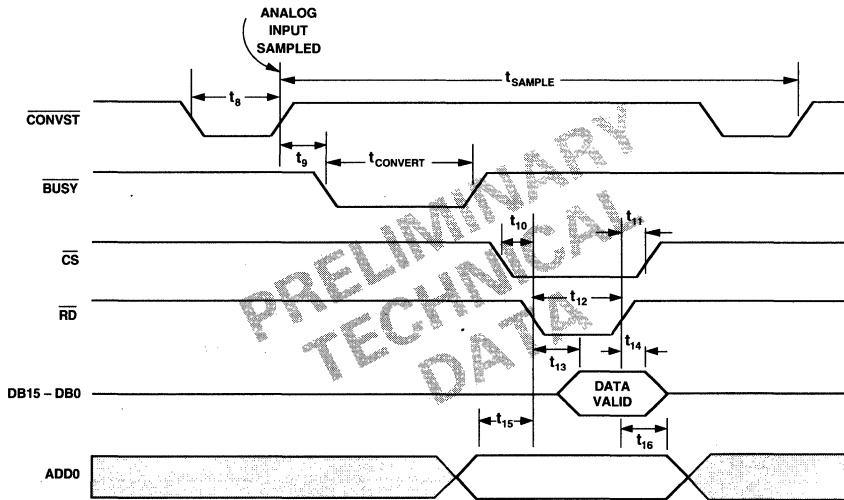 ANALOG
INPUT
SAMPLED
t8
tSAMPLE
CONVST
t9
tCONVERT
BUSY
t10
t11
CS
t12
RD
t13
t14
DB15 – DB0
DATA
VALID
t15
t16
ADD0
PRELIMINARY
TECHNICAL
DATA